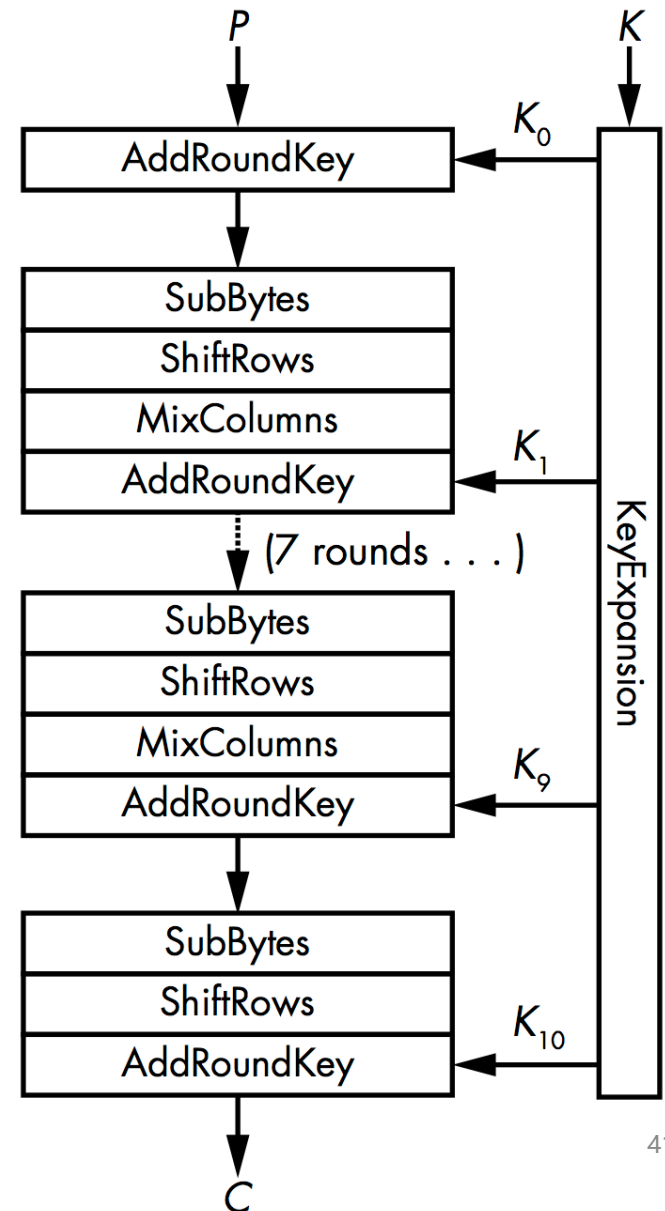 P
K
K0
AddRoundKey
SubBytes
ShiftRows
MixColumns
K1
AddRoundKey
(7 rounds . . . )
KeyExpansion
SubBytes
ShiftRows
MixColumns
K9
AddRoundKey
SubBytes
ShiftRows
K10
AddRoundKey
41
C